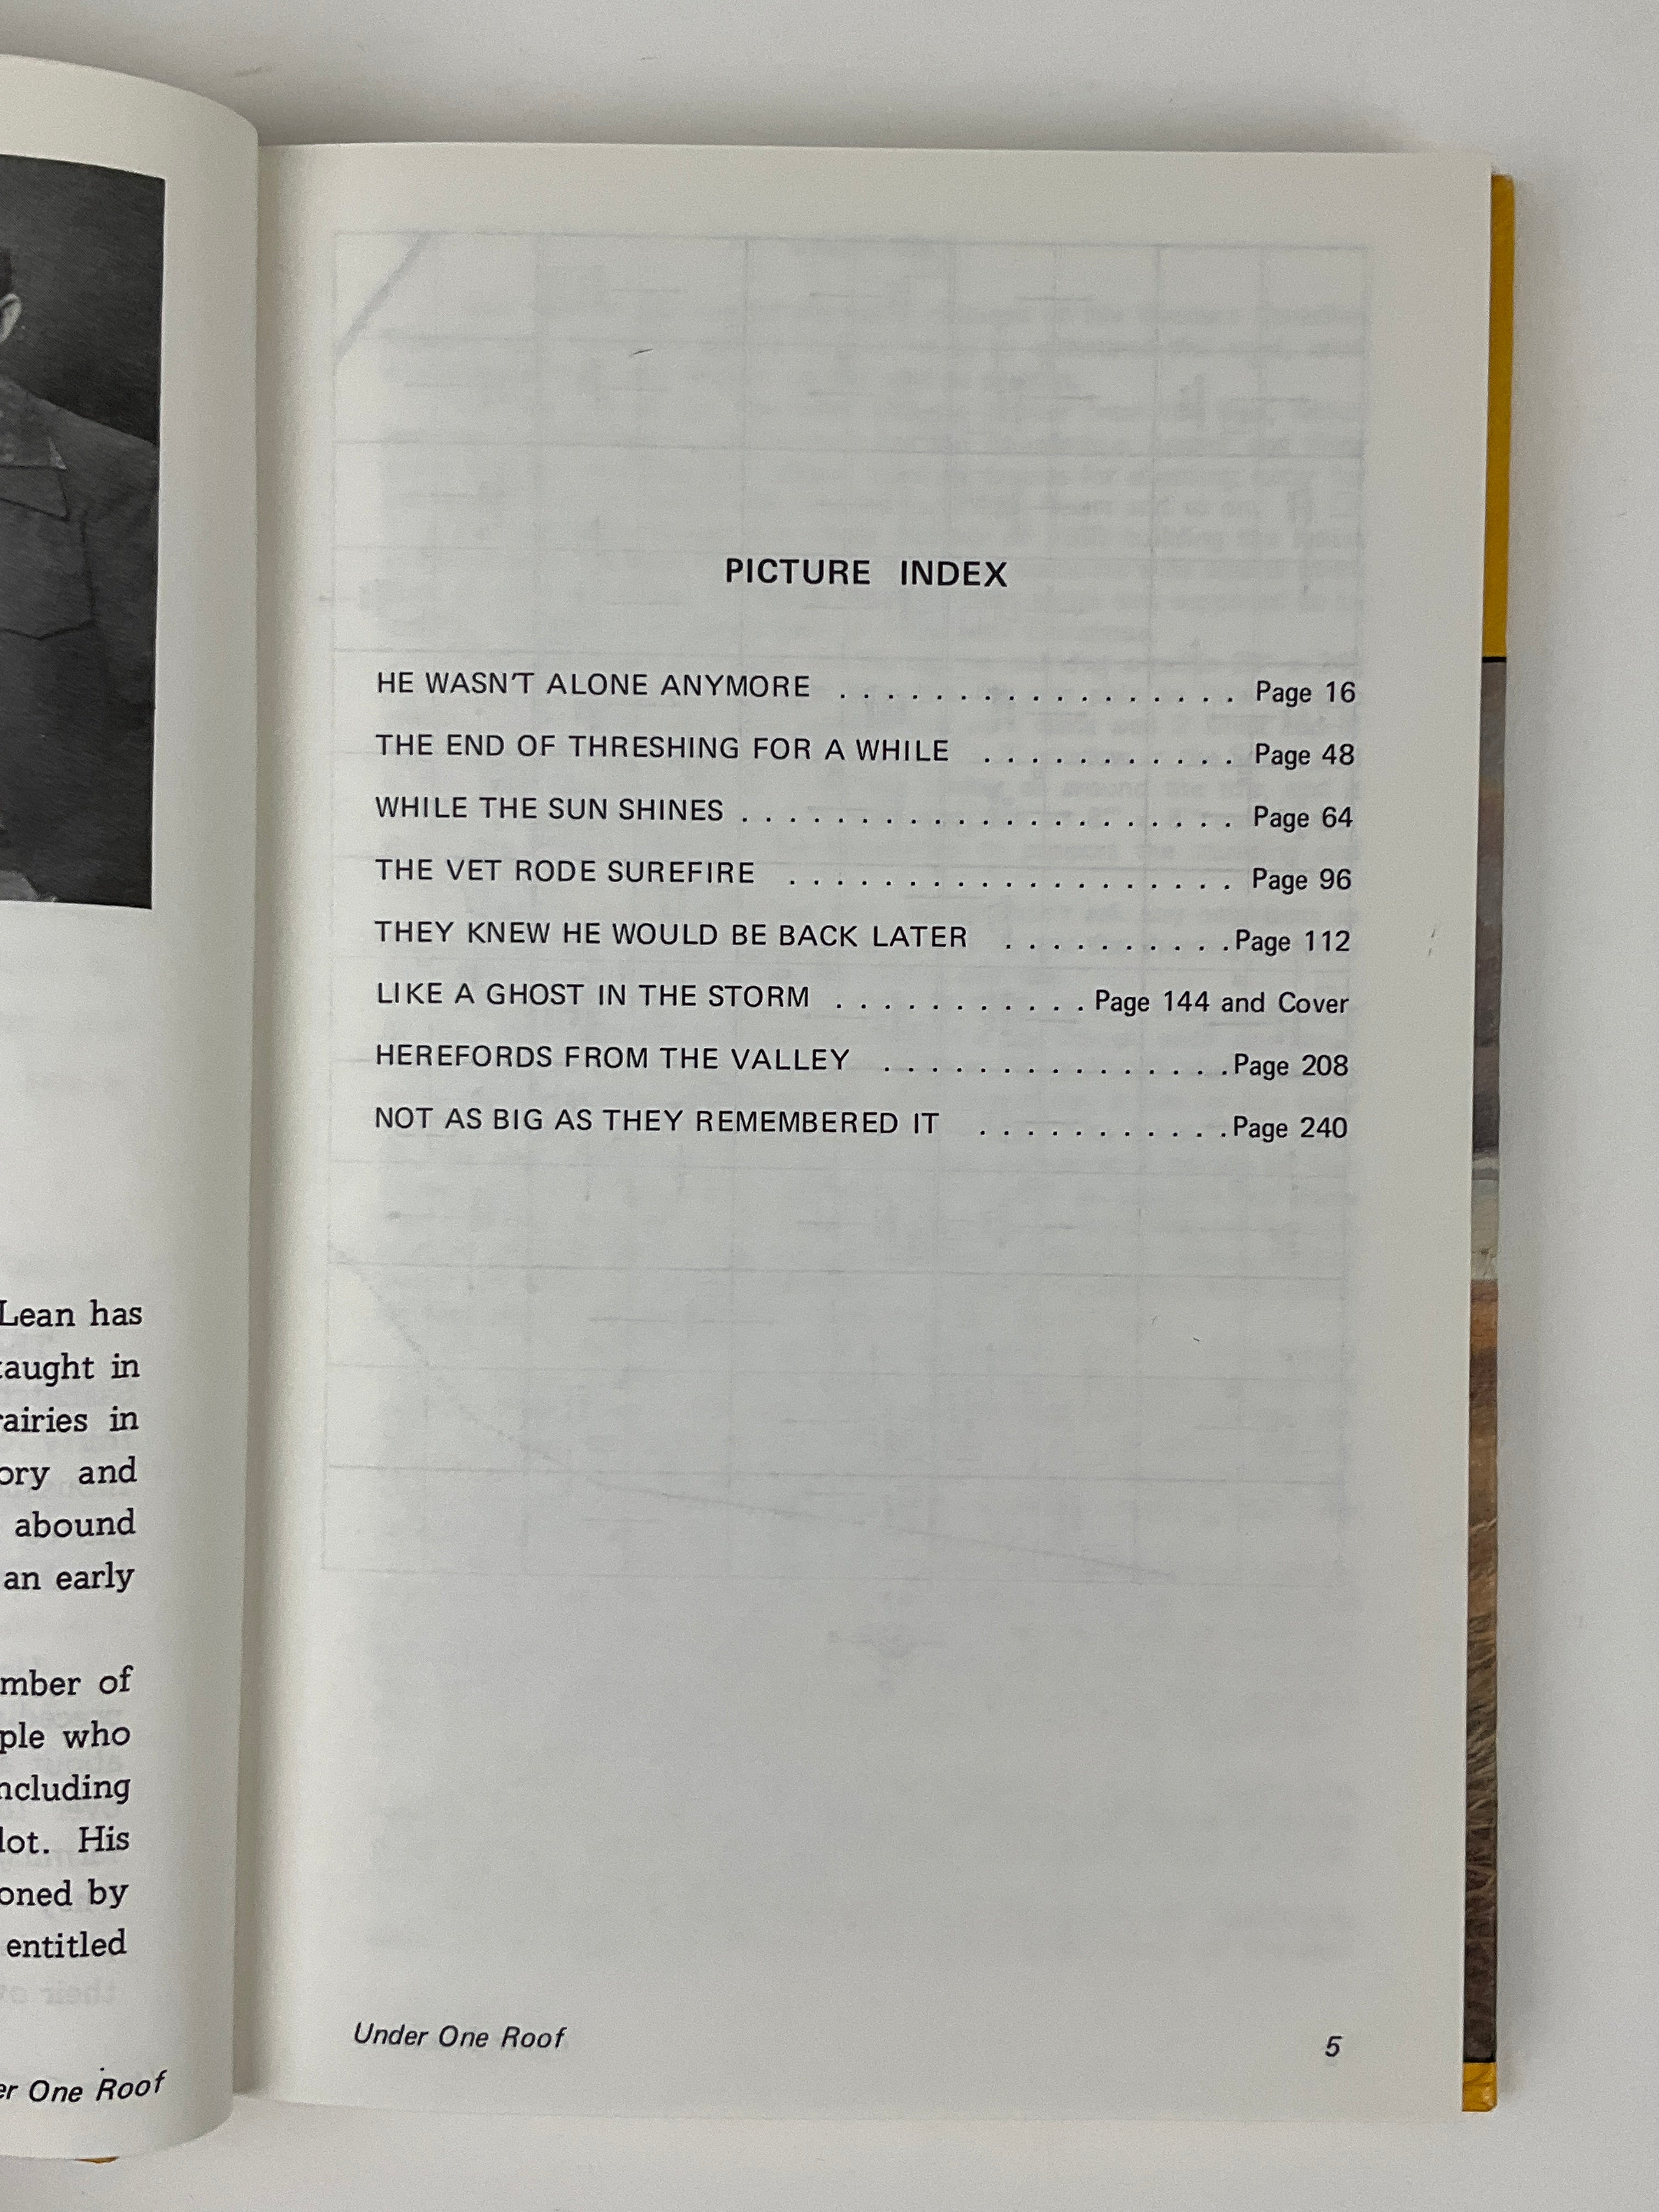 Lean has
taught in
rairies in
ory and
abound
an early
mber of
ple who
ncluding
lot. His
oned by
entitled
er One Roof
PICTURE INDEX
HE WASN'T ALONE ANYMORE . . . . . . . . . . . . . . . . . Page 16
THE END OF THRESHING FOR A WHILE . . . . . . . . . . . Page 48
WHILE THE SUN SHINES . . . . . . . . . . . . . . . . . . . . . Page 64
THE VET RODE SUREFIRE . . . . . . . . . . . . . . . . . . . Page 96
THEY KNEW HE WOULD BE BACK LATER . . . . . . . . . . Page 112
LIKE A GHOST IN THE STORM . . . . . . . . . . . Page 144 and Cover
HEREFORDS FROM THE VALLEY . . . . . . . . . . . . . . . Page 208
NOT AS BIG AS THEY REMEMBERED IT . . . . . . . . . . . Page 240
Under One Roof 5